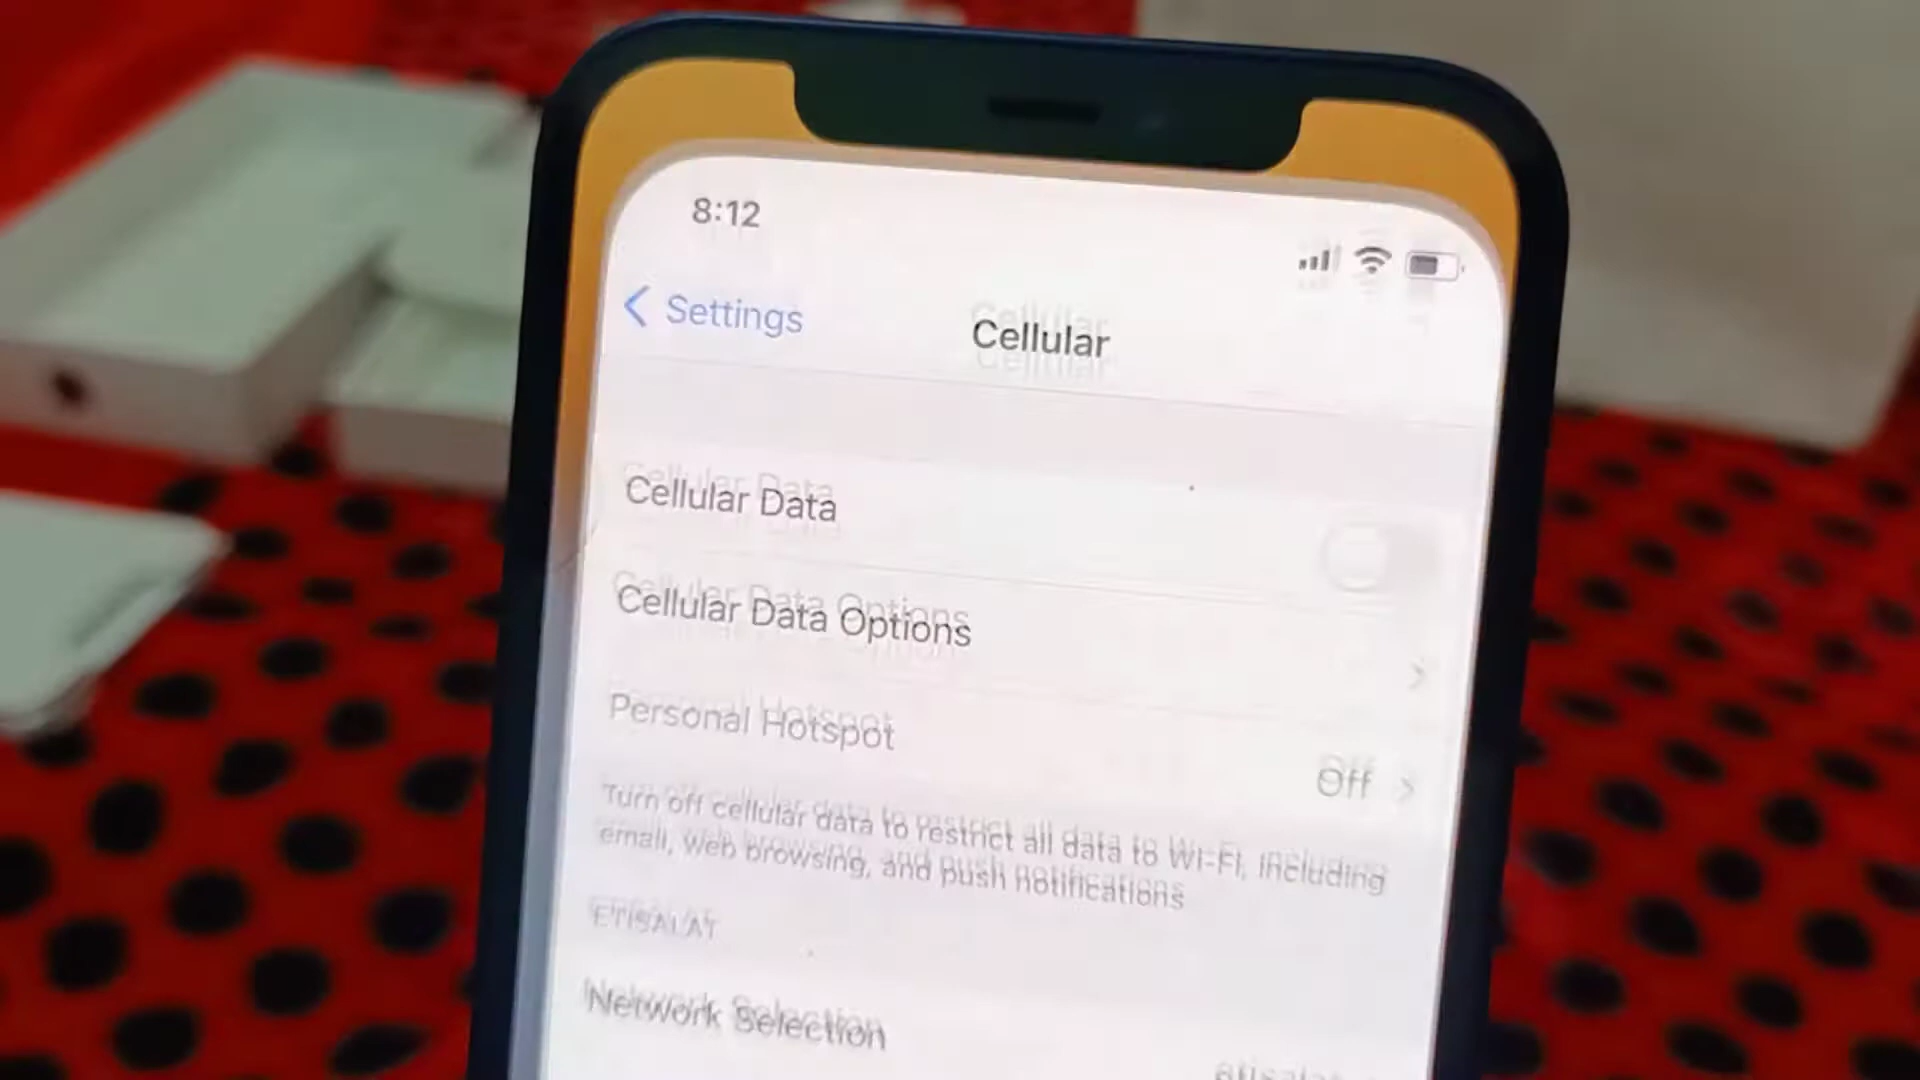 8:12
Settings
Cellular
Cellular Data
Cellular Data Options
Personal Hotspot
Off
Turn off cellular data to restrict all data to Wi-Fi, including
email, web browsing, and push notifications
ETISALAT
Network Selection
etisalat